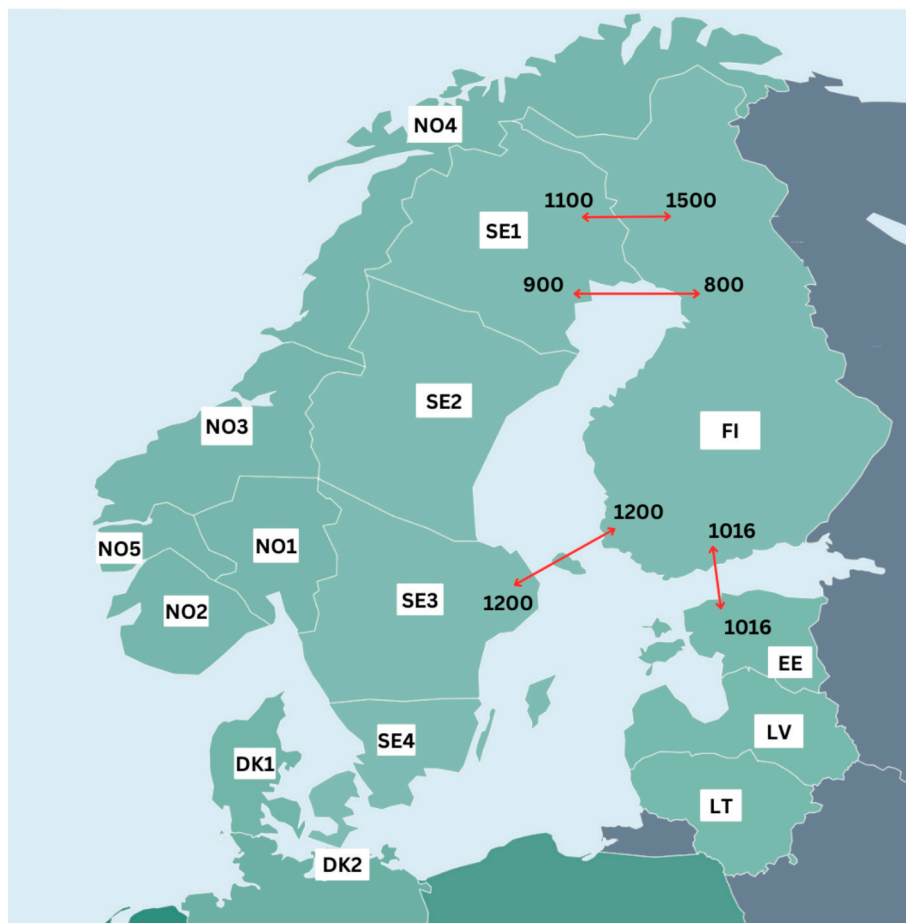 NO4
1100 1500
SE1
900 800
SE2
NO3
FI
1200
1016
NO5
NO1
SE3
1200
NO2
1016
EE
LV
SE4
DK1
LT
DK2